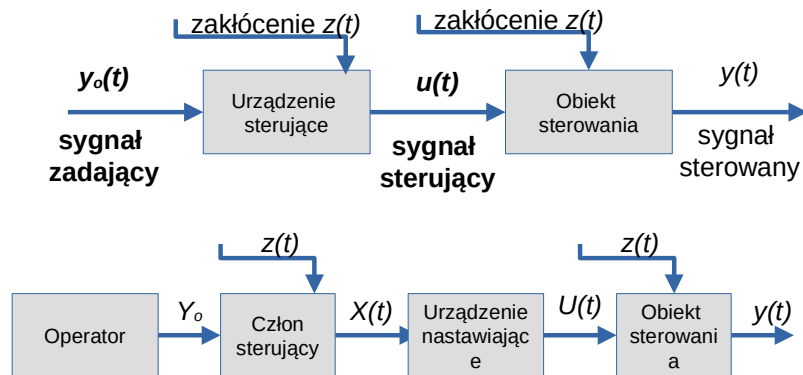 zakłócenie z(t)
zakłócenie z(t)
yₒ(t)
u(t)
y(t)
Urządzenie
sterujące
Obiekt
sterowania
sygnał
zadający
sygnał
sterujący
sygnał
sterowany
z(t)
z(t)
Yₒ
X(t)
U(t)
y(t)
Operator
Człon
sterujący
Urządzenie
nastawiając
e
Obiekt
sterowani
a